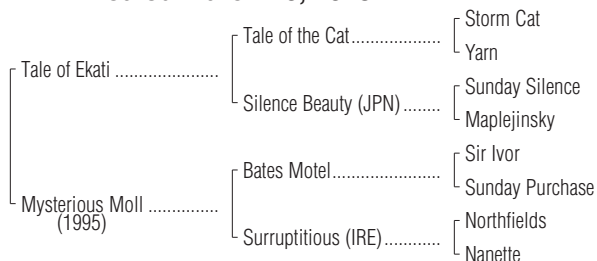 Storm Cat
Tale of the Cat...................
Yarn
Tale of Ekati ......................
Sunday Silence
Silence Beauty (JPN) ........
Maplejinsky
Sir Ivor
Bates Motel.......................
Sunday Purchase
Mysterious Moll ...............
(1995)
Northfields
Surruptitious (IRE)............
Nanette